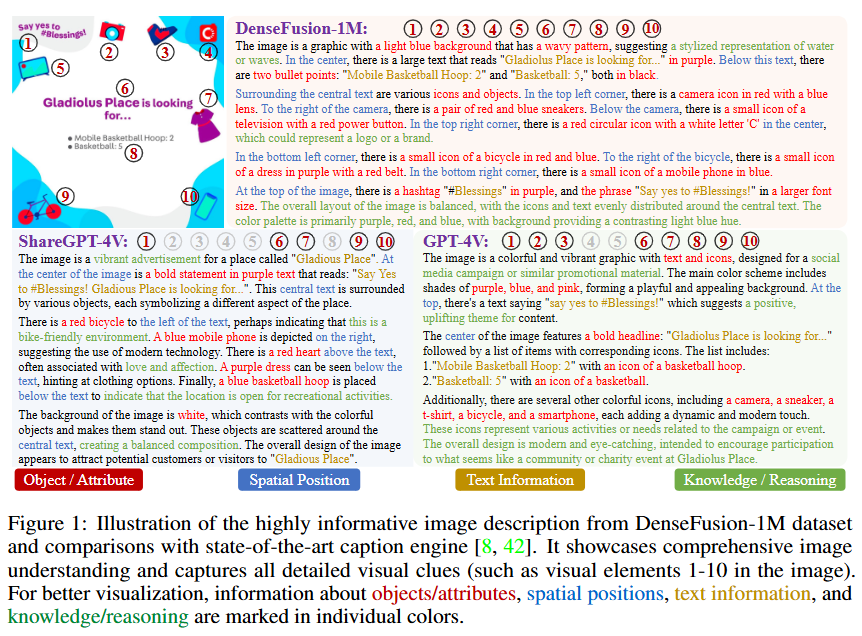 Say yes to
#Blessings!
1
2
3
4
5
6
7
Gladiolus Place is looking
for...
● Mobile Basketball Hoop: 2
● Basketball: 5
8
9
10
DenseFusion-1M: 1 2 3 4 5 6 7 8 9 10
The image is a graphic with a light blue background that has a wavy pattern, suggesting a stylized representation of water
or waves. In the center, there is a large text that reads "Gladiolus Place is looking for..." in purple. Below this text, there
are two bullet points: "Mobile Basketball Hoop: 2" and "Basketball: 5," both in black.
Surrounding the central text are various icons and objects. In the top left corner, there is a camera icon in red with a blue
lens. To the right of the camera, there is a pair of red and blue sneakers. Below the camera, there is a small icon of a
television with a red power button. In the top right corner, there is a red circular icon with a white letter 'C' in the center,
which could represent a logo or a brand.
In the bottom left corner, there is a small icon of a bicycle in red and blue. To the right of the bicycle, there is a small icon
of a dress in purple with a red belt. In the bottom right corner, there is a small icon of a mobile phone in blue.
At the top of the image, there is a hashtag "#Blessings" in purple, and the phrase "Say yes to #Blessings!" in a larger font
size. The overall layout of the image is balanced, with the icons and text evenly distributed around the central text. The
color palette is primarily purple, red, and blue, with background providing a contrasting light blue hue.
ShareGPT-4V: 1 2 3 4 5 6 7 8 9 10
The image is a vibrant advertisement for a place called "Gladious Place". At
the center of the image is a bold statement in purple text that reads: "Say Yes
to #Blessings! Gladious Place is looking for...". This central text is surrounded
by various objects, each symbolizing a different aspect of the place.
There is a red bicycle to the left of the text, perhaps indicating that this is a
bike-friendly environment. A blue mobile phone is depicted on the right,
suggesting the use of modern technology. There is a red heart above the text,
often associated with love and affection. A purple dress can be seen below the
text, hinting at clothing options. Finally, a blue basketball hoop is placed
below the text to indicate that the location is open for recreational activities.
The background of the image is white, which contrasts with the colorful
objects and makes them stand out. These objects are scattered around the
central text, creating a balanced composition. The overall design of the image
appears to attract potential customers or visitors to "Gladious Place".
GPT-4V: 1 2 3 4 5 6 7 8 9 10
The image is a colorful and vibrant graphic with text and icons, designed for a social
media campaign or similar promotional material. The main color scheme includes
shades of purple, blue, and pink, forming a playful and appealing background. At the
top, there's a text saying "say yes to #Blessings!" which suggests a positive,
uplifting theme for content.
The center of the image features a bold headline: "Gladiolus Place is looking for..."
followed by a list of items with corresponding icons. The list includes:
1."Mobile Basketball Hoop: 2" with an icon of a basketball hoop.
2."Basketball: 5" with an icon of a basketball.
Additionally, there are several other colorful icons, including a camera, a sneaker, a
t-shirt, a bicycle, and a smartphone, each adding a dynamic and modern touch.
These icons represent various activities or needs related to the campaign or event.
The overall design is modern and eye-catching, intended to encourage participation
to what seems like a community or charity event at Gladiolus Place.
Object / Attribute
Spatial Position
Text Information
Knowledge / Reasoning
Figure 1: Illustration of the highly informative image description from DenseFusion-1M dataset
and comparisons with state-of-the-art caption engine [8, 42]. It showcases comprehensive image
understanding and captures all detailed visual clues (such as visual elements 1-10 in the image).
For better visualization, information about objects/attributes, spatial positions, text information, and
knowledge/reasoning are marked in individual colors.